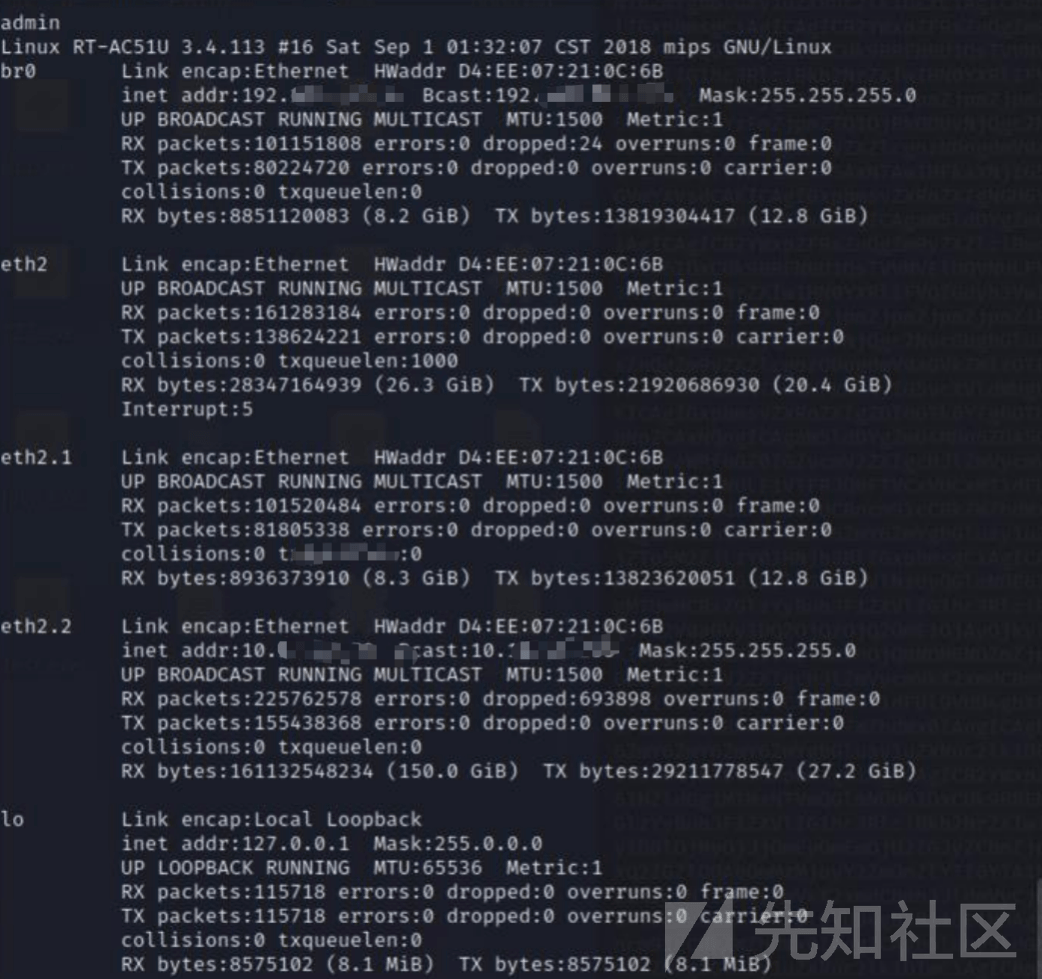 admin
Linux RT-AC51U 3.4.113 #16 Sat Sep 1 01:32:07 CST 2018 mips GNU/Linux
br0 Link encap:Ethernet HWaddr D4:EE:07:21:0C:6B
inet addr:192. Bcast:192. Mask:255.255.255.0
UP BROADCAST RUNNING MULTICAST MTU:1500 Metric:1
RX packets:101151808 errors:0 dropped:24 overruns:0 frame:0
TX packets:80224720 errors:0 dropped:0 overruns:0 carrier:0
collisions:0 txqueuelen:0
RX bytes:8851120083 (8.2 GiB) TX bytes:13819304417 (12.8 GiB)
eth2 Link encap:Ethernet HWaddr D4:EE:07:21:0C:6B
UP BROADCAST RUNNING MULTICAST MTU:1500 Metric:1
RX packets:161283184 errors:0 dropped:0 overruns:0 frame:0
TX packets:138624221 errors:0 dropped:0 overruns:0 carrier:0
collisions:0 txqueuelen:1000
RX bytes:28347164939 (26.3 GiB) TX bytes:21920686930 (20.4 GiB)
Interrupt:5
eth2.1 Link encap:Ethernet HWaddr D4:EE:07:21:0C:6B
UP BROADCAST RUNNING MULTICAST MTU:1500 Metric:1
RX packets:101520484 errors:0 dropped:0 overruns:0 frame:0
TX packets:81805338 errors:0 dropped:0 overruns:0 carrier:0
collisions:0 :0
RX bytes:8936373910 (8.3 GiB) TX bytes:13823620051 (12.8 GiB)
eth2.2 Link encap:Ethernet HWaddr D4:EE:07:21:0C:6B
inet addr:10. Mask:255.255.255.0
UP BROADCAST RUNNING MULTICAST MTU:1500 Metric:1
RX packets:225762578 errors:0 dropped:693898 overruns:0 frame:0
TX packets:155438368 errors:0 dropped:0 overruns:0 carrier:0
collisions:0 txqueuelen:0
RX bytes:161132548234 (150.0 GiB) TX bytes:29211778547 (27.2 GiB)
lo Link encap:Local Loopback
inet addr:127.0.0.1 Mask:255.0.0.0
UP LOOPBACK RUNNING MTU:65536 Metric:1
RX packets:115718 errors:0 dropped:0 overruns:0 frame:0
TX packets:115718 errors:0 dropped:0 overruns:0 carrier:0
collisions:0 txqueuelen:0
RX bytes:8575102 (8.1 MiB) TX bytes:8575102 (8.1 MiB)
先知社区